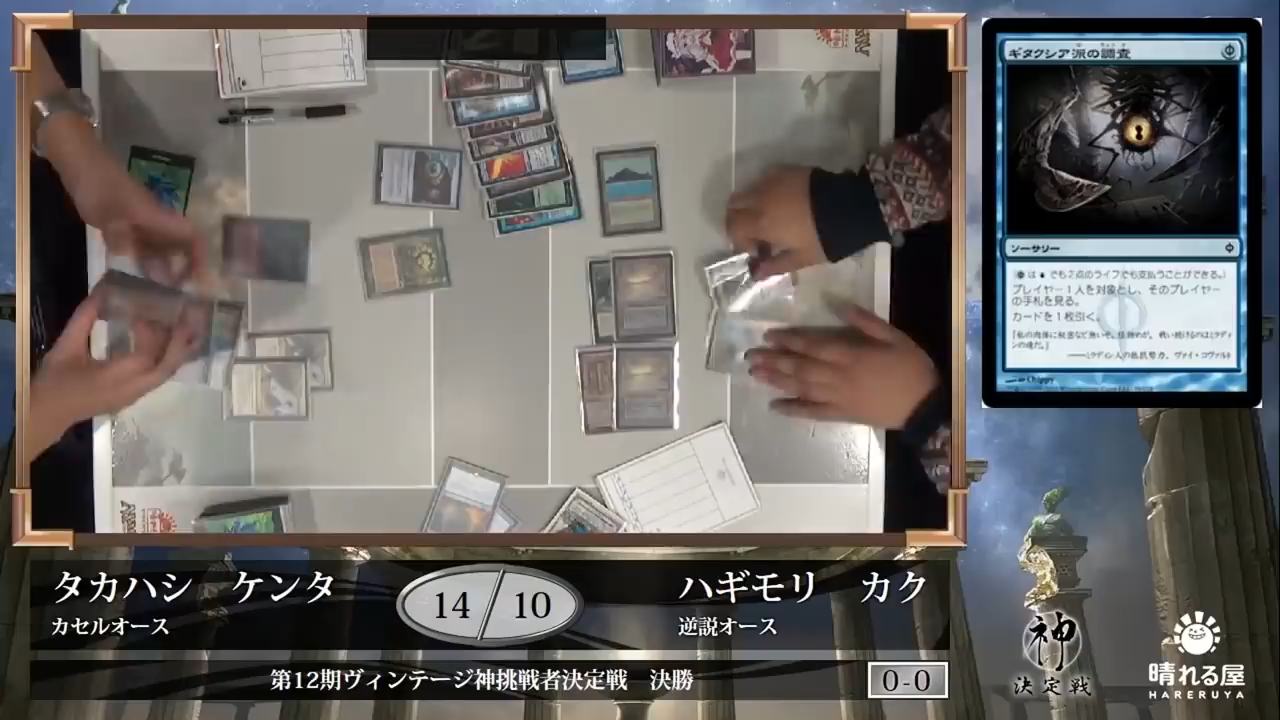 ギタクシア派の調査
ソーサリー
プレイヤー１人を対象とし、そのプレイヤー
の手札を見る。
カードを１枚引く。
タカハシ　ケンタ
カセルオース
14 / 10
ハギモリ　カク
逆説オース
第12期ヴィンテージ神挑戦者決定戦　決勝
0-0
神
決定戦
晴れる屋
HARERUYA